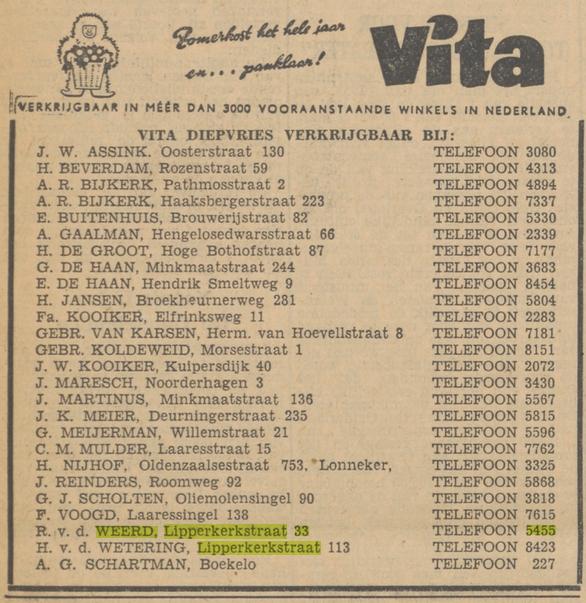 Zomerkost het hele jaar
en... panklaar!
Vita
VERKRIJGBAAR IN MÉÉR DAN 3000 VOORAANSTAANDE WINKELS IN NEDERLAND
VITA DIEPVRIES VERKRIJGBAAR BIJ:
J. W. ASSINK. Oosterstraat 130 TELEFOON 3080
H. BEVERDAM, Rozenstraat 59 TELEFOON 4313
A. R. BIJKERK, Pathmosstraat 2 TELEFOON 4894
A. R. BIJKERK, Haaksbergerstraat 223 TELEFOON 7337
E. BUITENHUIS, Brouwerijstraat 82 TELEFOON 5330
A. GAALMAN, Hengelosedwarsstraat 66 TELEFOON 2339
H. DE GROOT, Hoge Bothofstraat 87 TELEFOON 7177
G. DE HAAN, Minkmaatstraat 244 TELEFOON 3683
E. DE HAAN, Hendrik Smeltweg 9 TELEFOON 8454
H. JANSEN, Broekheurnerweg 281 TELEFOON 5804
Fa. KOOIKER, Elfrinksweg 11 TELEFOON 2283
GEBR. VAN KARSEN, Herm. van Hoevellstraat 8 TELEFOON 7181
GEBR. KOLDEWEID, Morsestraat 1 TELEFOON 8151
J. W. KOOIKER, Kuipersdijk 40 TELEFOON 2072
J. MARESCH, Noorderhagen 3 TELEFOON 3430
J. MARTINUS, Minkmaatstraat 136 TELEFOON 5567
J. K. MEIER, Deurningerstraat 235 TELEFOON 5815
G. MEIJERMAN, Willemstraat 21 TELEFOON 5596
C. M. MULDER, Laaresstraat 15 TELEFOON 7762
H. NIJHOF, Oldenzaalsestraat 753, Lonneker, TELEFOON 3325
J. REINDERS, Roomweg 92 TELEFOON 5868
G. J. SCHOLTEN, Oliemolensingel 90 TELEFOON 3818
F. VOOGD, Laaressingel 138 TELEFOON 7615
R. v. d. WEERD, Lipperkerkstraat 33 TELEFOON 5455
H. v. d. WETERING, Lipperkerkstraat 113 TELEFOON 8423
A. G. SCHARTMAN, Boekelo TELEFOON 227